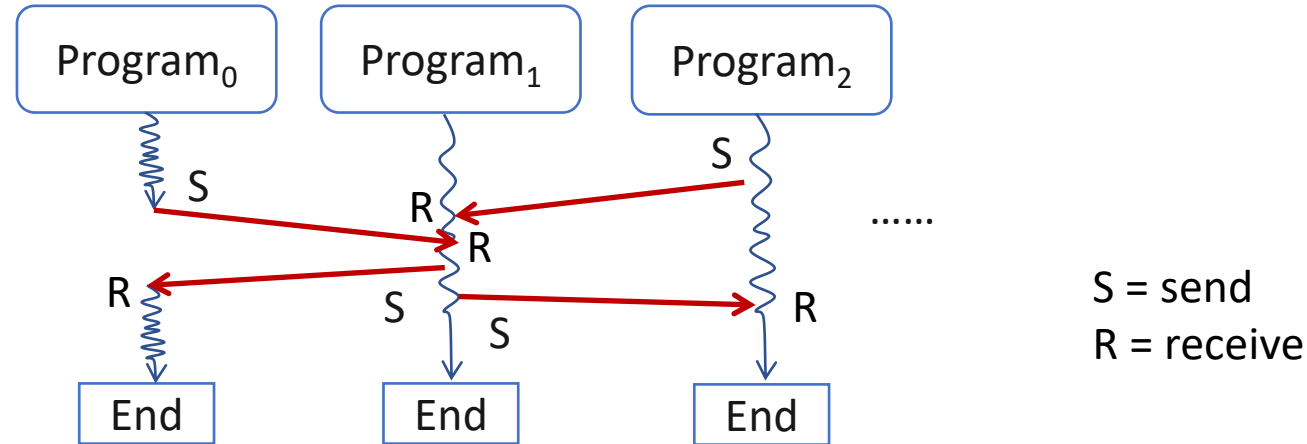 Program₀ Program₁ Program₂
S
S
R
R
……
R
S
S
R
S = send
R = receive
End End End